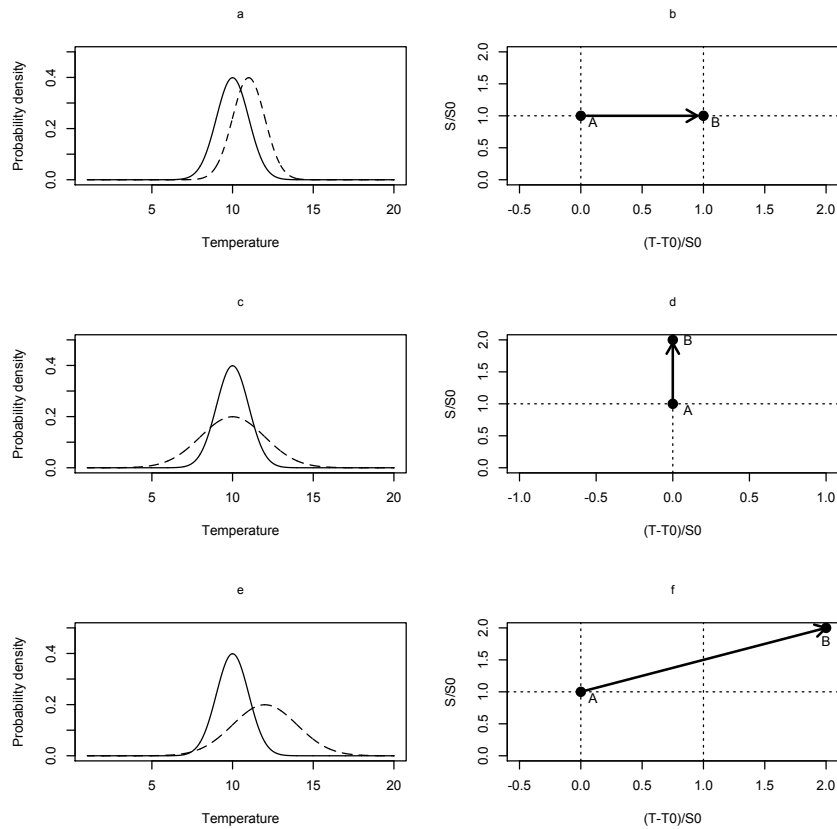 a
Probability density
0.0 0.2 0.4
5 10 15 20
Temperature
b
S/S0
0.0 0.5 1.0 1.5 2.0
A B
-0.5 0.0 0.5 1.0 1.5 2.0
(T-T0)/S0
c
Probability density
0.0 0.2 0.4
5 10 15 20
Temperature
d
S/S0
0.0 0.5 1.0 1.5 2.0
B
A
-1.0 -0.5 0.0 0.5 1.0
(T-T0)/S0
e
Probability density
0.0 0.2 0.4
5 10 15 20
Temperature
f
S/S0
0.0 0.5 1.0 1.5 2.0
B
A
-0.5 0.0 0.5 1.0 1.5 2.0
(T-T0)/S0